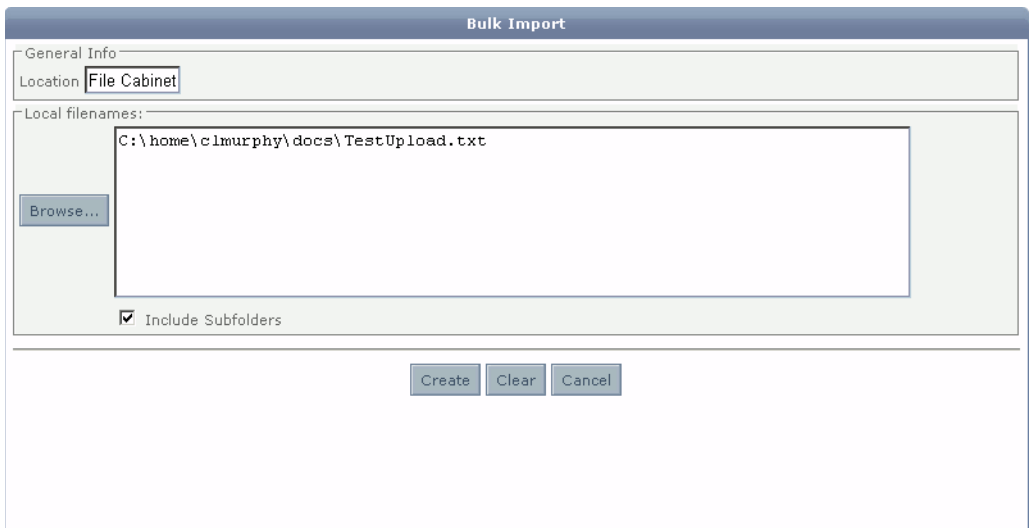 Bulk Import
General Info
Location File Cabinet
Local filenames:
C:\home\clmurphy\docs\TestUpload.txt
Browse...
Include Subfolders
Create Clear Cancel